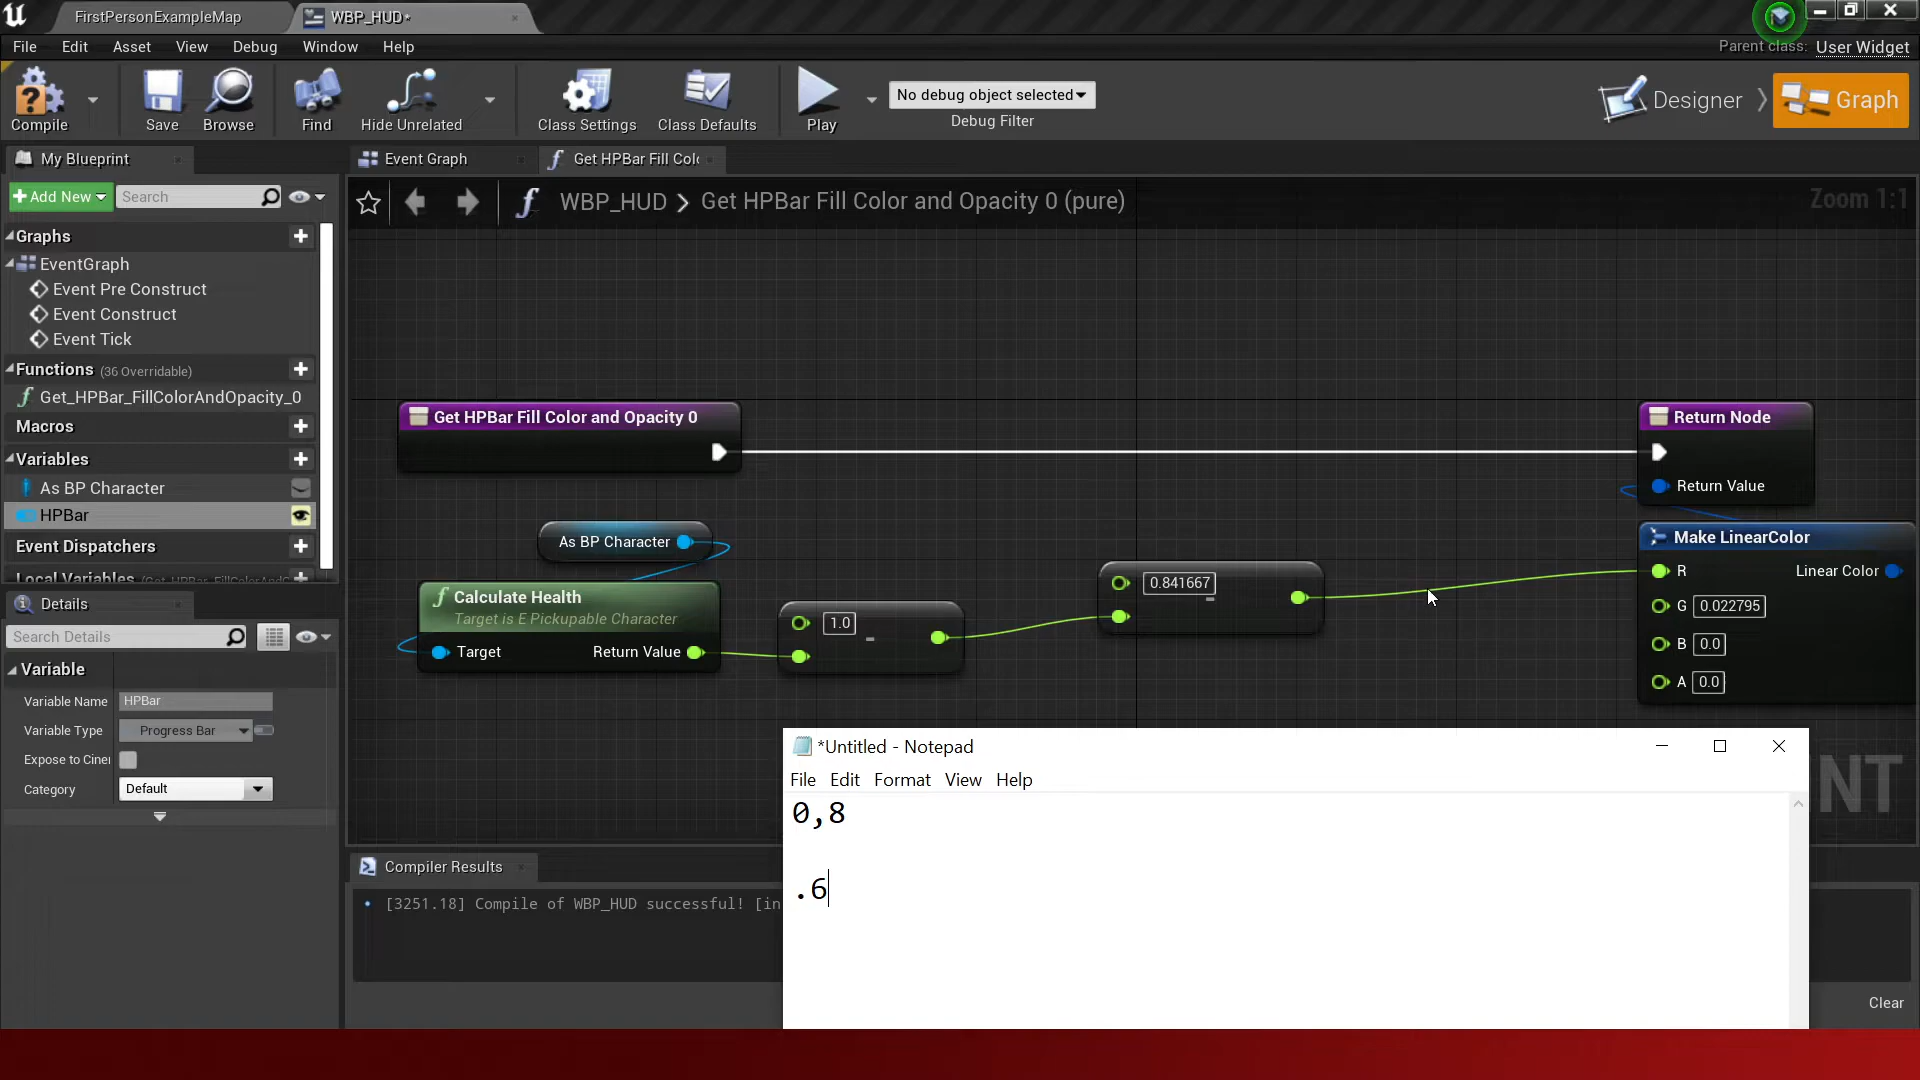 FirstPersonExampleMap
WBP_HUD*
File
Edit
Asset
View
Debug
Window
Help
Parent class:
User Widget
Compile
Save
Browse
Find
Hide Unrelated
Class Settings
Class Defaults
Play
No debug object selected
Debug Filter
Designer
Graph
My Blueprint
Event Graph
Get HPBar Fill Colo
Add New
Search
WBP_HUD > Get HPBar Fill Color and Opacity 0 (pure)
Zoom 1:1
Graphs
EventGraph
Event Pre Construct
Event Construct
Event Tick
Functions (36 Overridable)
Get_HPBar_FillColorAndOpacity_0
Macros
Variables
As BP Character
HPBar
Event Dispatchers
Details
Search Details
Variable
Variable Name
HPBar
Variable Type
Progress Bar
Expose to Ciner
Category
Default
Get HPBar Fill Color and Opacity 0
Return Node
Return Value
As BP Character
Calculate Health
Target is E Pickupable Character
Target
Return Value
1.0
-
0.841667
-
Make LinearColor
R
Linear Color
G
0.022795
B
0.0
A
0.0
NT
*Untitled - Notepad
File
Edit
Format
View
Help
0,8
.6
Compiler Results
[3251.18] Compile of WBP_HUD successful! [in
Clear